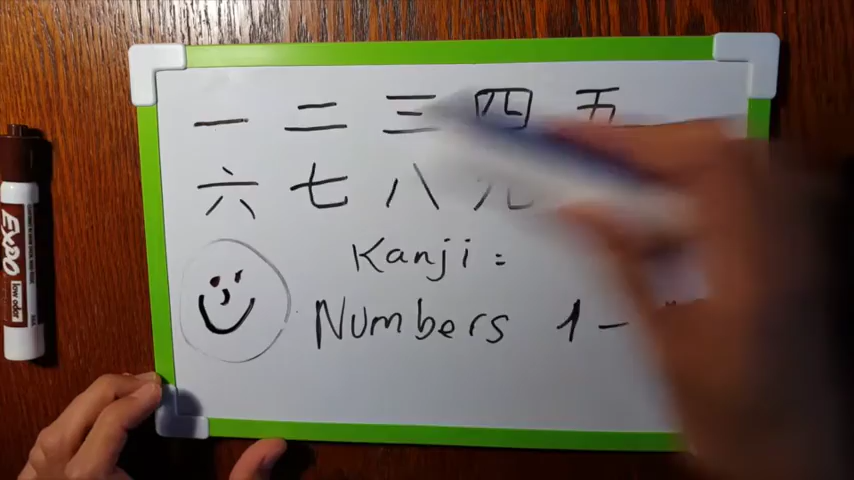 一 二 三 四 五
六 七 八 九
Kanji =
Numbers 1 -
EXPO
low odor